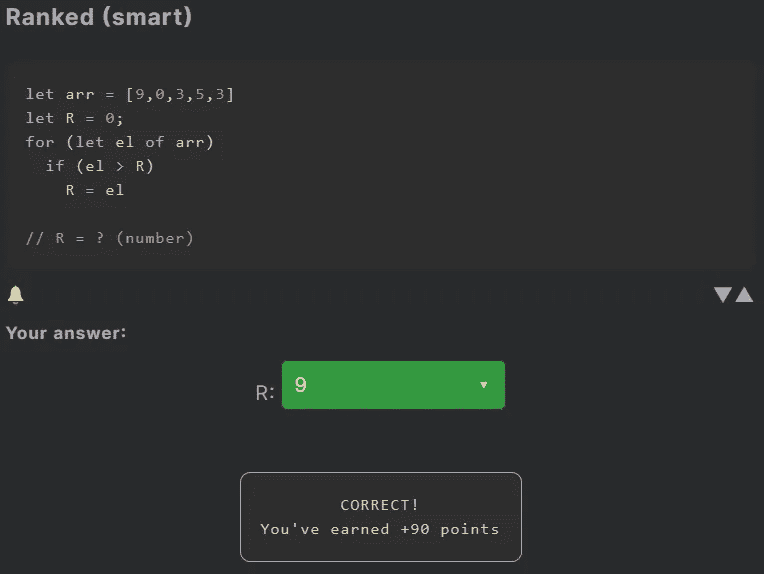 Ranked (smart)
let arr = [9,0,3,5,3]
let R = 0;
for (let el of arr)
  if (el > R)
    R = el
// R = ? (number)
Your answer:
R: 9
CORRECT!
You've earned +90 points